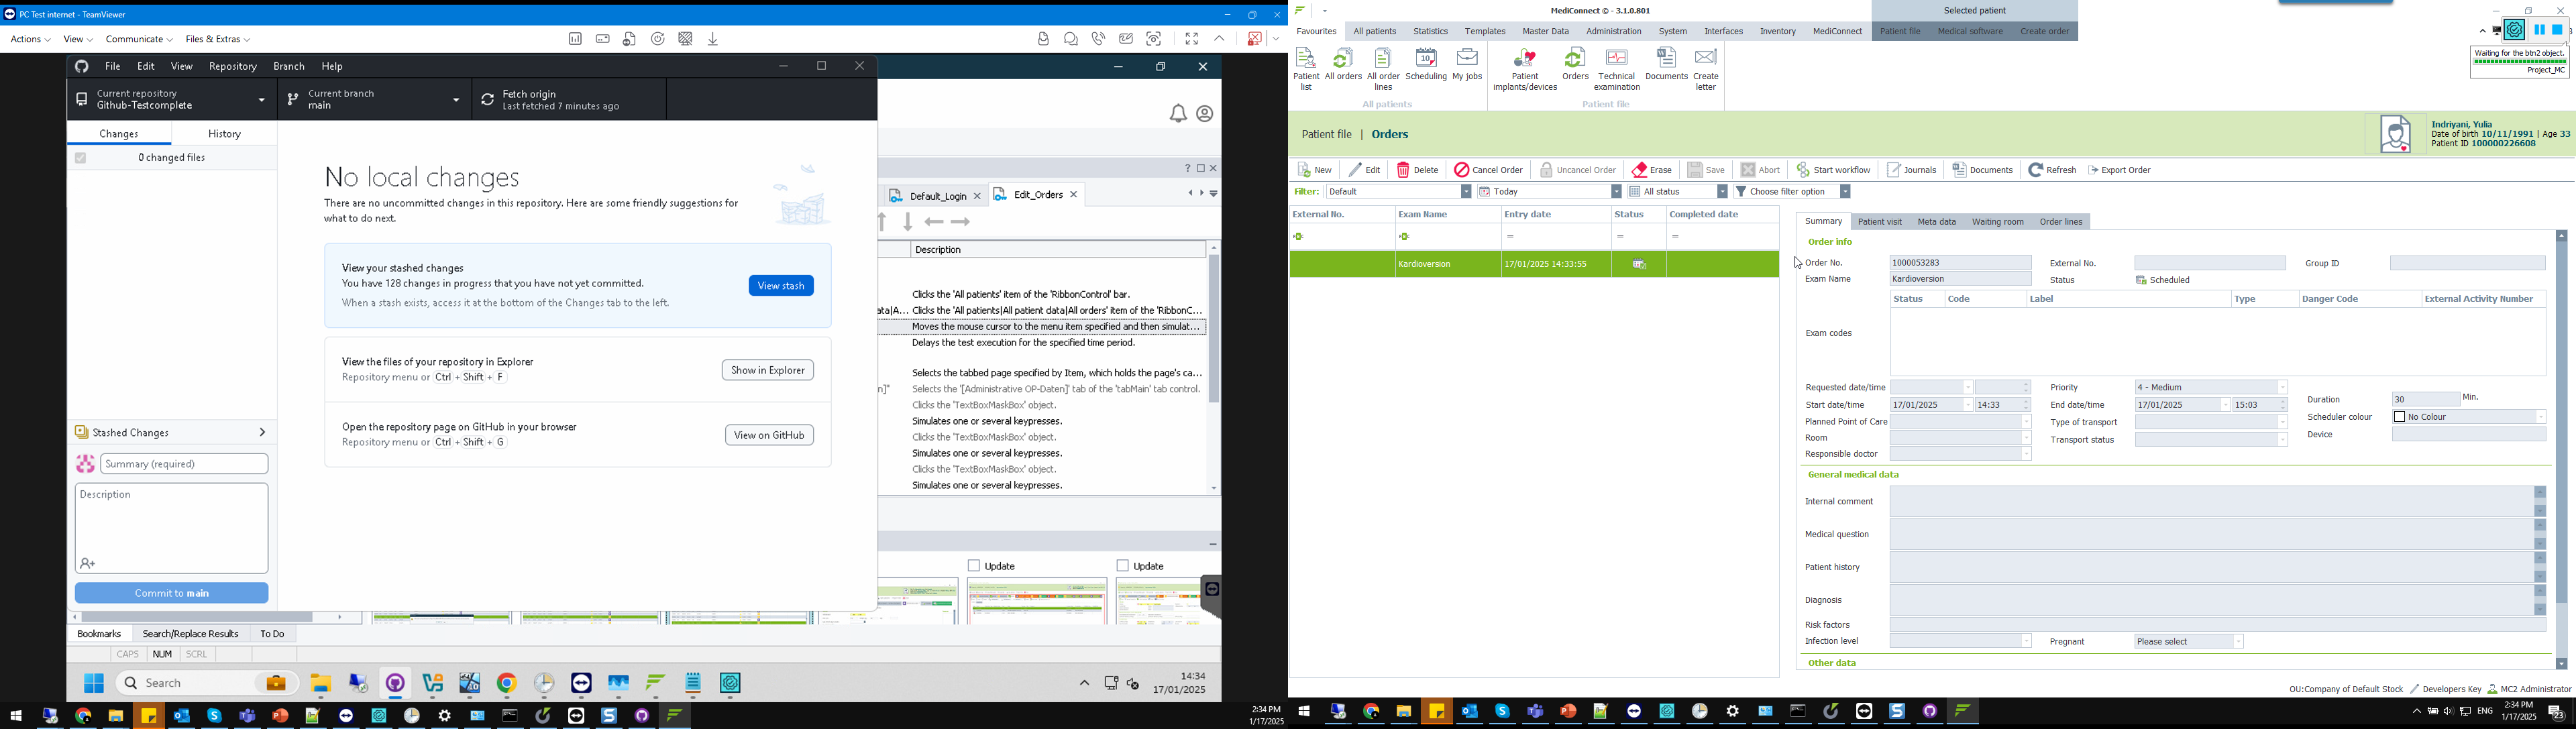 PC Test internet - TeamViewer
Actions View Communicate Files & Extras
File Edit View Repository Branch Help
Current repository
Github-Testcomplete
Current branch
main
Fetch origin
Last fetched 7 minutes ago
Changes History
0 changed files
No local changes
There are no uncommitted changes in this repository. Here are some friendly suggestions for
what to do next.
View your stashed changes
You have 128 changes in progress that you have not yet committed.
When a stash exists, access it at the bottom of the Changes tab to the left.
View stash
View the files of your repository in Explorer
Repository menu or Ctrl + Shift + F
Show in Explorer
Open the repository page on GitHub in your browser
Repository menu or Ctrl + Shift + G
View on GitHub
Stashed Changes
Summary (required)
Description
Commit to main
Default_Login Edit_Orders
Description
Clicks the 'All patients' item of the 'RibbonControl' bar.
ata|A... Clicks the 'All patients|All patient data|All orders' item of the 'RibbonC...
Moves the mouse cursor to the menu item specified and then simulat...
Delays the test execution for the specified time period.
Selects the tabbed page specified by Item, which holds the page's ca...
n]" Selects the '[Administrative OP-Daten]' tab of the 'tabMain' tab control.
Clicks the 'TextBoxMaskBox' object.
Simulates one or several keypresses.
Clicks the 'TextBoxMaskBox' object.
Simulates one or several keypresses.
Clicks the 'TextBoxMaskBox' object.
Simulates one or several keypresses.
Update Update
Bookmarks Search/Replace Results To Do
CAPS NUM SCRL
Search
14:34
17/01/2025
2:34 PM
1/17/2025
MediConnect © - 3.1.0.801
Selected patient
Favourites All patients Statistics Templates Master Data Administration System Interfaces Inventory MediConnect Patient file Medical software Create order
Patient list All orders All order lines Scheduling My jobs Patient implants/devices Orders Technical examination Documents Create letter
All patients Patient file
Waiting for the btn2 object.
Project_MC
Patient file | Orders
Indriyani, Yulia
Date of birth 10/11/1991 | Age 33
Patient ID 100000226608
New Edit Delete Cancel Order Uncancel Order Erase Save Abort Start workflow Journals Documents Refresh Export Order
Filter: Default Today All status Choose filter option
External No. Exam Name Entry date Status Completed date
Kardioversion 17/01/2025 14:33:55
Summary Patient visit Meta data Waiting room Order lines
Order info
Order No. 1000053283 External No. Group ID
Exam Name Kardioversion Status Scheduled
Status Code Label Type Danger Code External Activity Number
Exam codes
Requested date/time Priority 4 - Medium
Start date/time 17/01/2025 14:33 End date/time 17/01/2025 15:03 Duration 30 Min.
Planned Point of Care Type of transport Scheduler colour No Colour
Room Transport status Device
Responsible doctor
General medical data
Internal comment
Medical question
Patient history
Diagnosis
Risk factors
Infection level Pregnant Please select
Other data
OU:Company of Default Stock Developers Key MC2 Administrator
ENG
2:34 PM
1/17/2025
23